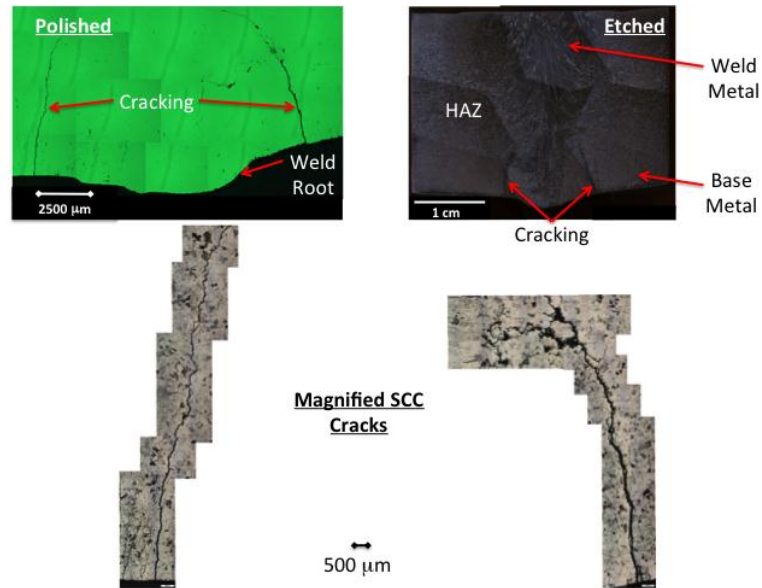 Polished
Etched
Cracking
Weld
Metal
HAZ
Weld
Root
Base
Metal
2500 μm
1 cm
Cracking
Magnified SCC
Cracks
500 μm